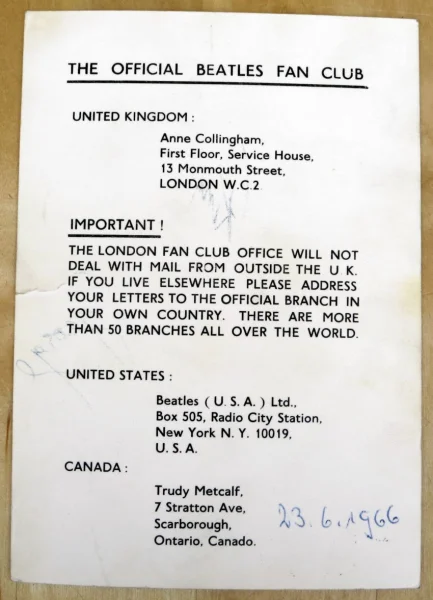 THE OFFICIAL BEATLES FAN CLUB
UNITED KINGDOM :
Anne Collingham,
First Floor, Service House,
13 Monmouth Street,
LONDON W.C.2.
IMPORTANT !
THE LONDON FAN CLUB OFFICE WILL NOT
DEAL WITH MAIL FROM OUTSIDE THE U K.
IF YOU LIVE ELSEWHERE PLEASE ADDRESS
YOUR LETTERS TO THE OFFICIAL BRANCH IN
YOUR OWN COUNTRY. THERE ARE MORE
THAN 50 BRANCHES ALL OVER THE WORLD.
UNITED STATES :
Beatles ( U. S. A. ) Ltd.,
Box 505, Radio City Station,
New York N. Y. 10019,
U. S. A.
CANADA :
Trudy Metcalf,
7 Stratton Ave,
Scarborough,
Ontario, Canada.
23.6.1966